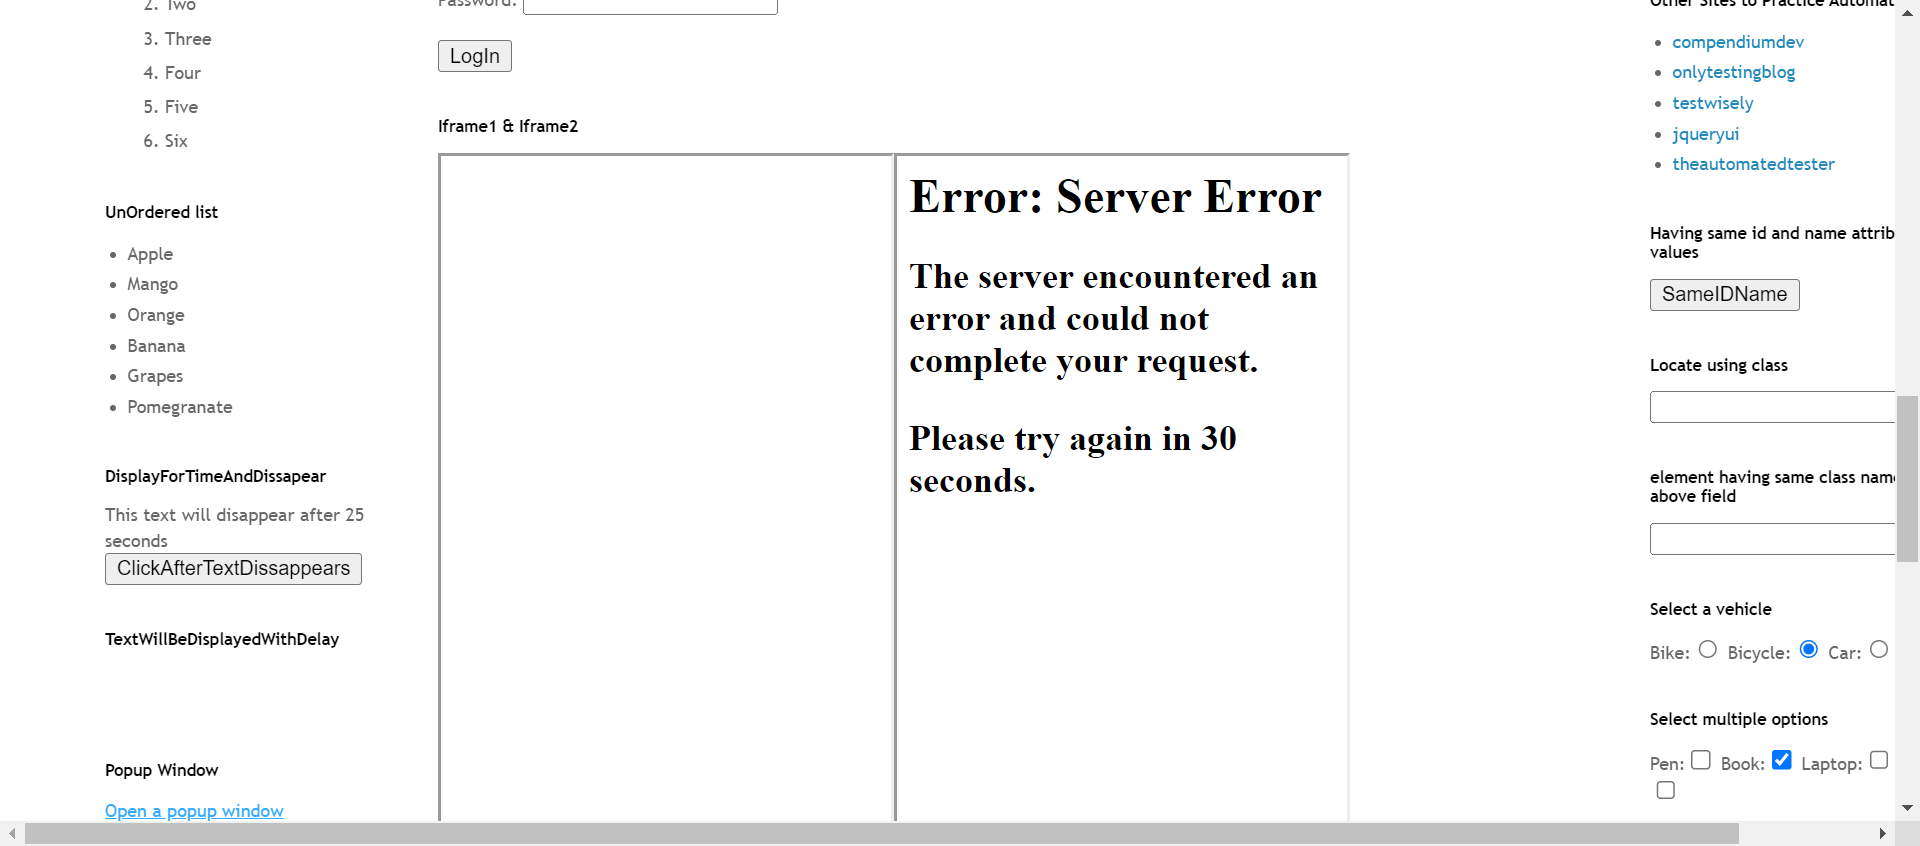 2. Two
3. Three
4. Four
5. Five
6. Six
UnOrdered list
Apple
Mango
Orange
Banana
Grapes
Pomegranate
DisplayForTimeAndDissapear
This text will disappear after 25
seconds
ClickAfterTextDissappears
TextWillBeDisplayedWithDelay
Popup Window
Open a popup window
Password:
LogIn
Iframe1 & Iframe2
Error: Server Error
The server encountered an
error and could not
complete your request.
Please try again in 30
seconds.
Other Sites to Practice Automat
compendiumdev
onlytestingblog
testwisely
jqueryui
theautomatedtester
Having same id and name attrib
values
SameIDName
Locate using class
element having same class name
above field
Select a vehicle
Bike: Bicycle: Car:
Select multiple options
Pen: Book: Laptop: